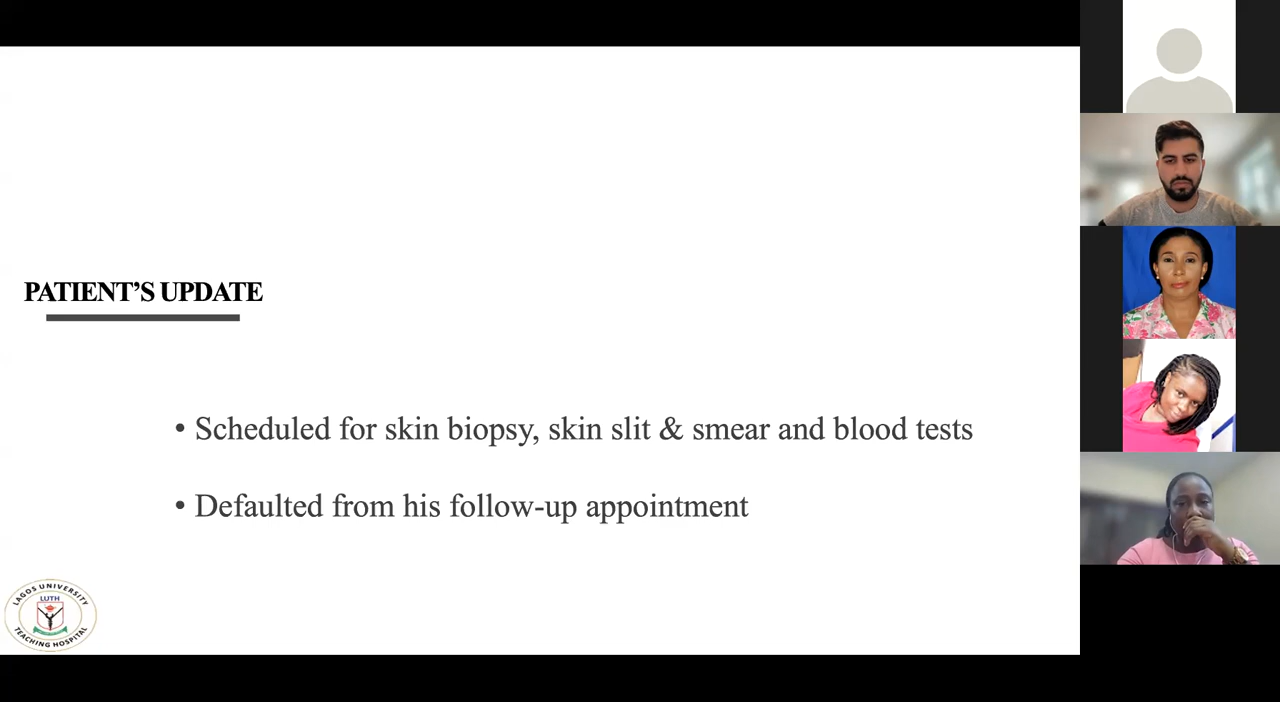 PATIENT’S UPDATE
• Scheduled for skin biopsy, skin slit & smear and blood tests
• Defaulted from his follow-up appointment
LAGOS UNIVERSITY
LUTH
TEACHING HOSPITAL